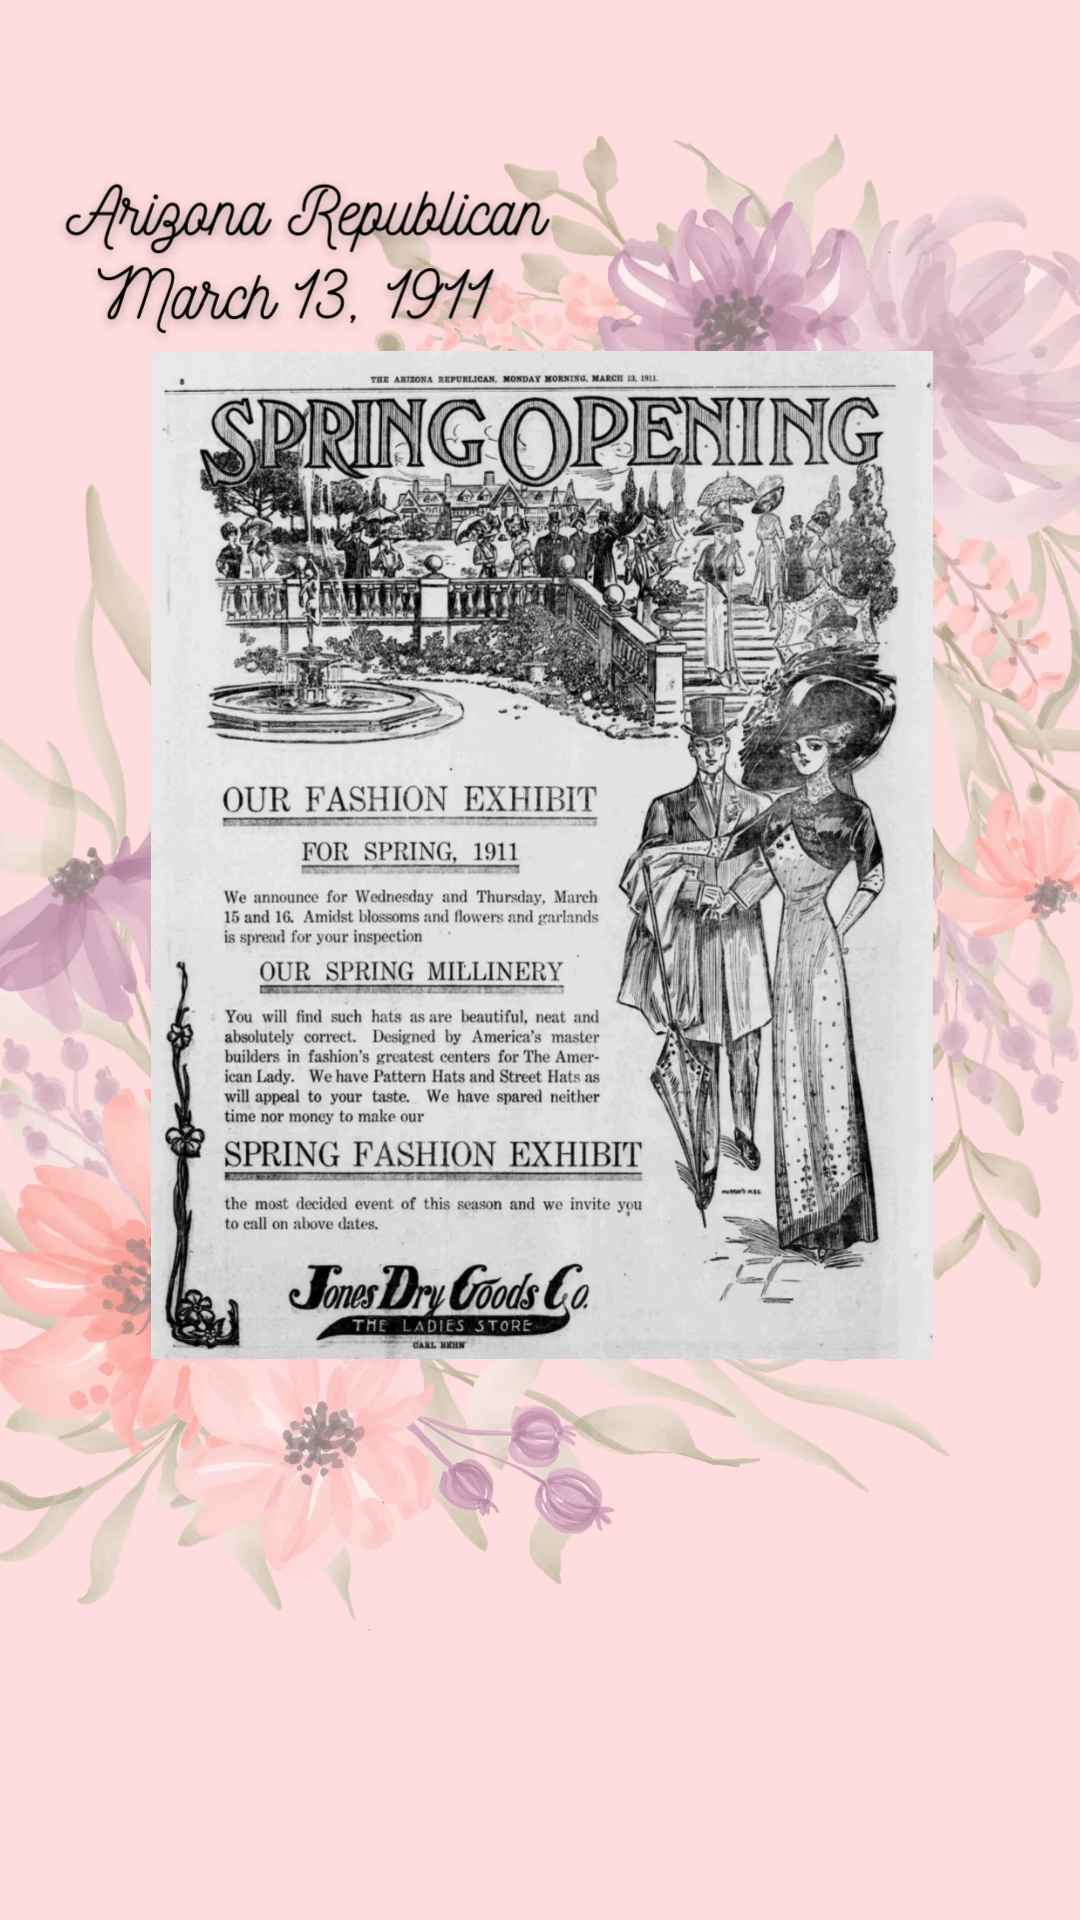 Arizona Republican
March 13, 1911
8
THE ARIZONA REPUBLICAN, MONDAY MORNING, MARCH 13, 1911.
SPRING OPENING
OUR FASHION EXHIBIT
FOR SPRING, 1911
We announce for Wednesday and Thursday, March
15 and 16. Amidst blossoms and flowers and garlands
is spread for your inspection
OUR SPRING MILLINERY
You will find such hats as are beautiful, neat and
absolutely correct. Designed by America's master
builders in fashion's greatest centers for The Amer-
ican Lady. We have Pattern Hats and Street Hats as
will appeal to your taste. We have spared neither
time nor money to make our
SPRING FASHION EXHIBIT
the most decided event of this season and we invite you
to call on above dates.
Jones Dry Goods Co.
THE LADIES STORE
CARL BEHN